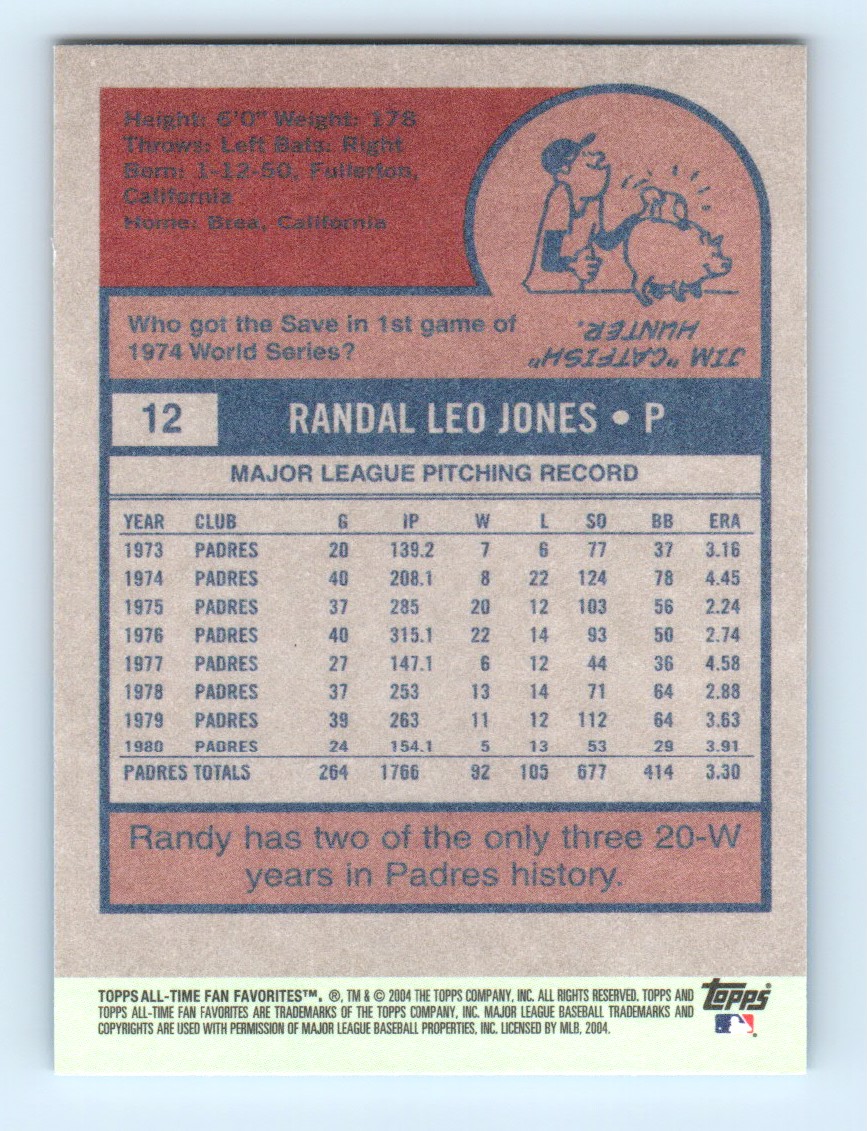 Height: 6'0" Weight: 178
Throws: Left Bats: Right
Born: 1-12-50, Fullerton,
California
Home: Brea, California
Who got the Save in 1st game of
1974 World Series?
JIM "CATFISH"
HUNTER.
12 RANDAL LEO JONES • P
MAJOR LEAGUE PITCHING RECORD
YEAR CLUB G IP W L SO BB ERA
1973 PADRES 20 139.2 7 6 77 37 3.16
1974 PADRES 40 208.1 8 22 124 78 4.45
1975 PADRES 37 285 20 12 103 56 2.24
1976 PADRES 40 315.1 22 14 93 50 2.74
1977 PADRES 27 147.1 6 12 44 36 4.58
1978 PADRES 37 253 13 14 71 64 2.88
1979 PADRES 39 263 11 12 112 64 3.63
1980 PADRES 24 154.1 5 13 53 29 3.91
PADRES TOTALS 264 1766 92 105 677 414 3.30
Randy has two of the only three 20-W
years in Padres history.
TOPPS ALL-TIME FAN FAVORITES™. ®, TM & © 2004 THE TOPPS COMPANY, INC. ALL RIGHTS RESERVED. TOPPS AND
TOPPS ALL-TIME FAN FAVORITES ARE TRADEMARKS OF THE TOPPS COMPANY, INC. MAJOR LEAGUE BASEBALL TRADEMARKS AND
COPYRIGHTS ARE USED WITH PERMISSION OF MAJOR LEAGUE BASEBALL PROPERTIES, INC. LICENSED BY MLB, 2004.
Topps®